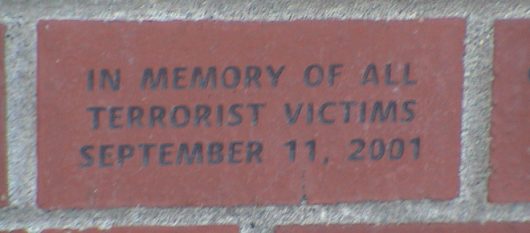 IN MEMORY OF ALL
TERRORIST VICTIMS
SEPTEMBER 11, 2001